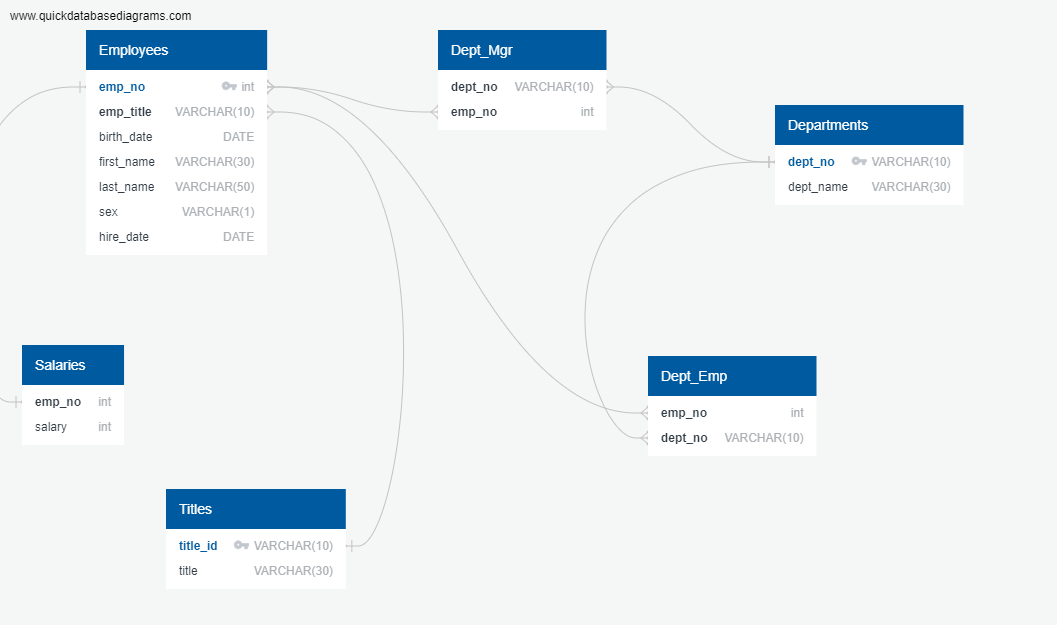 www.quickdatabasediagrams.com
Employees
emp_no int
emp_title VARCHAR(10)
birth_date DATE
first_name VARCHAR(30)
last_name VARCHAR(50)
sex VARCHAR(1)
hire_date DATE
Dept_Mgr
dept_no VARCHAR(10)
emp_no int
Departments
dept_no VARCHAR(10)
dept_name VARCHAR(30)
Salaries
emp_no int
salary int
Dept_Emp
emp_no int
dept_no VARCHAR(10)
Titles
title_id VARCHAR(10)
title VARCHAR(30)